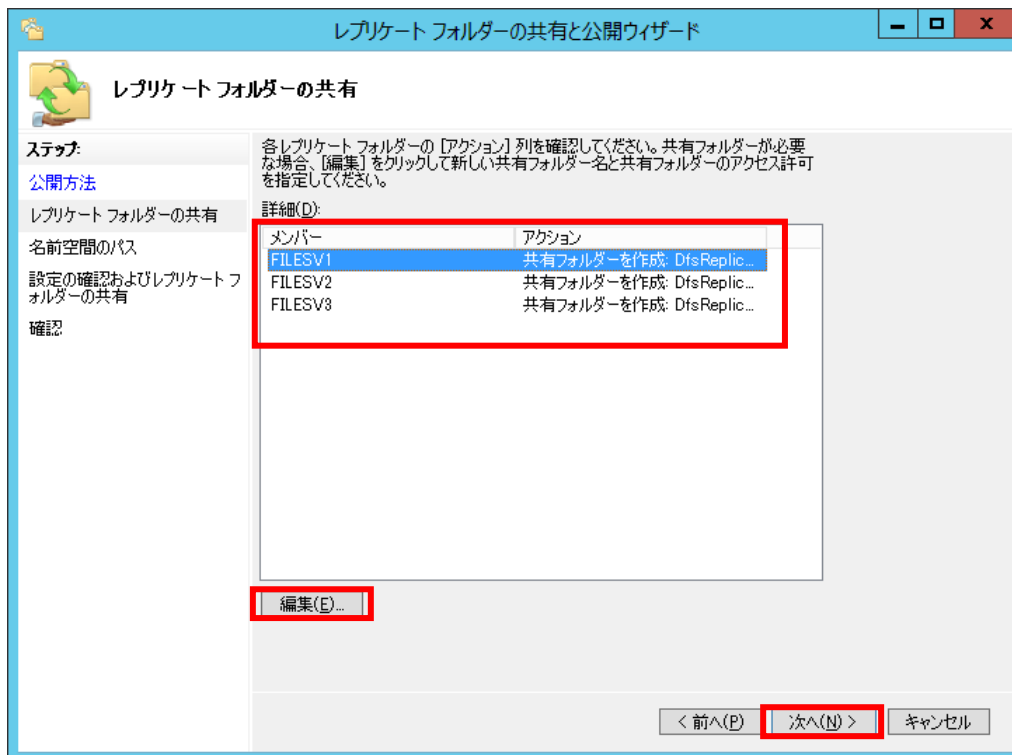 レプリケート フォルダーの共有と公開ウィザード
レプリケート フォルダーの共有
ステップ:
公開方法
レプリケート フォルダーの共有
名前空間のパス
設定の確認およびレプリケート フ
ォルダーの共有
確認
各レプリケート フォルダーの [アクション] 列を確認してください。共有フォルダーが必要
な場合、[編集] をクリックして新しい共有フォルダー名と共有フォルダーのアクセス許可
を指定してください。
詳細(D):
メンバー アクション
FILESV1 共有フォルダーを作成: DfsReplic...
FILESV2 共有フォルダーを作成: DfsReplic...
FILESV3 共有フォルダーを作成: DfsReplic...
編集(E)...
< 前へ(P) 次へ(N) > キャンセル